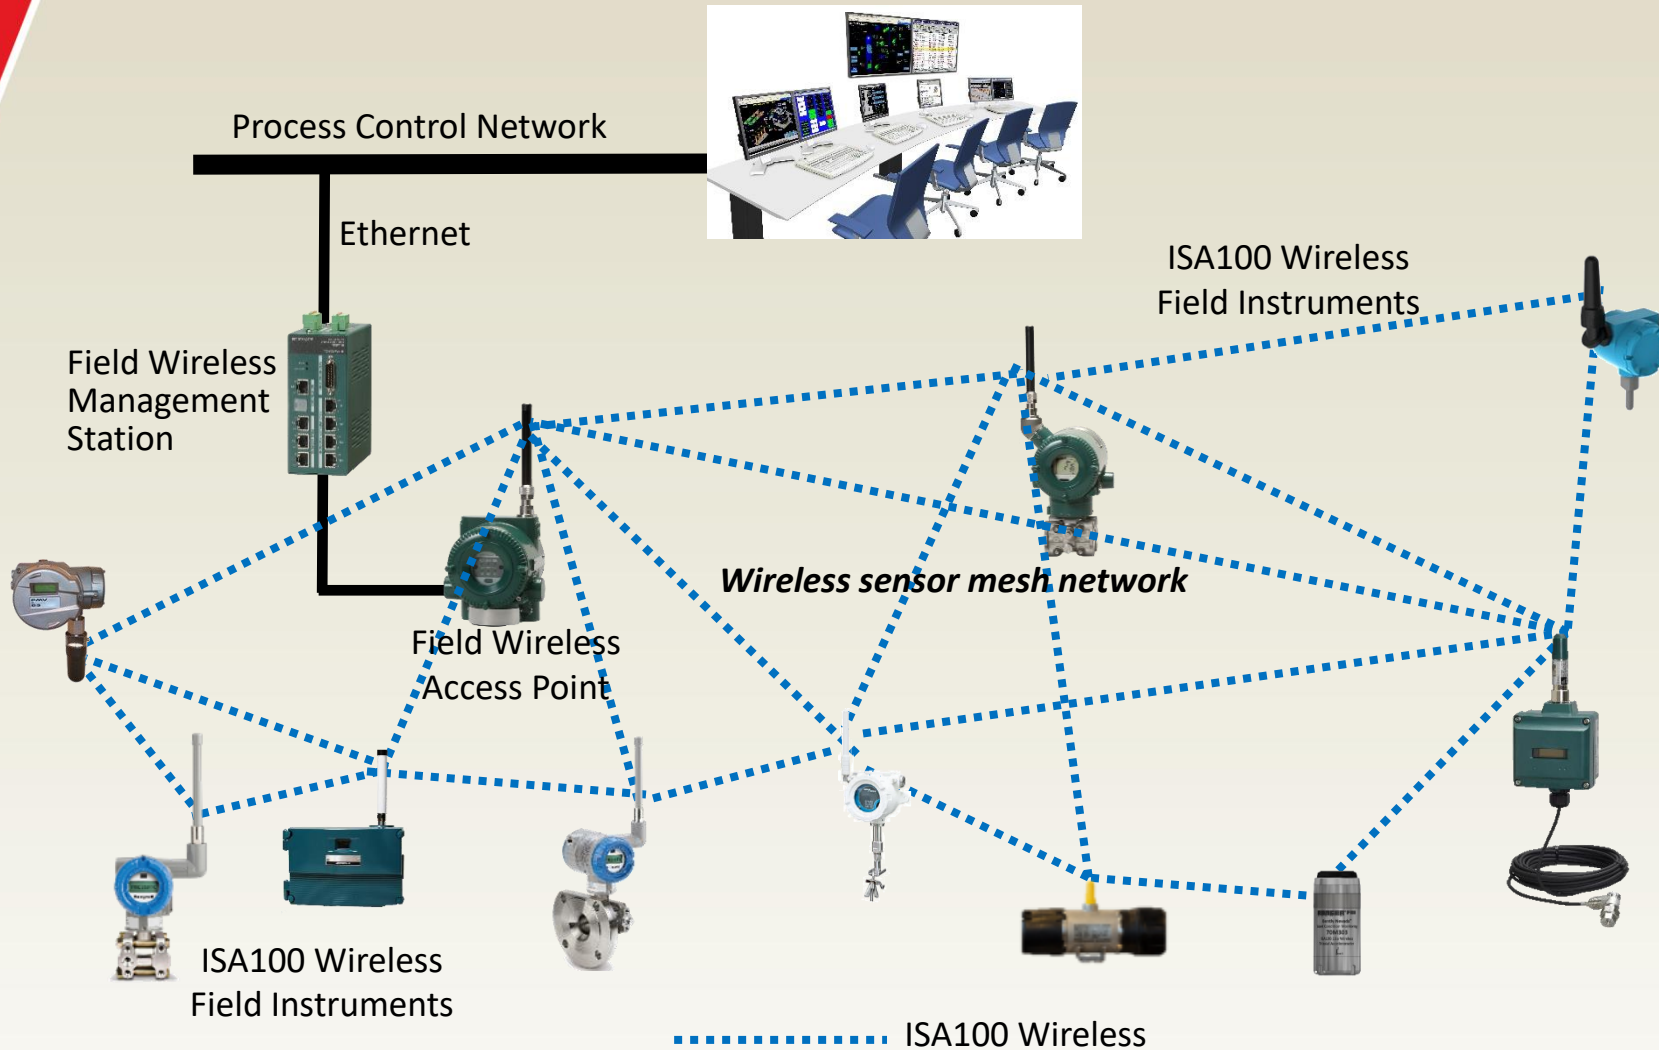 Process Control Network
Ethernet
ISA100 Wireless
Field Instruments
Field Wireless
Management
Station
Wireless sensor mesh network
Field Wireless
Access Point
ISA100 Wireless
Field Instruments
ISA100 Wireless